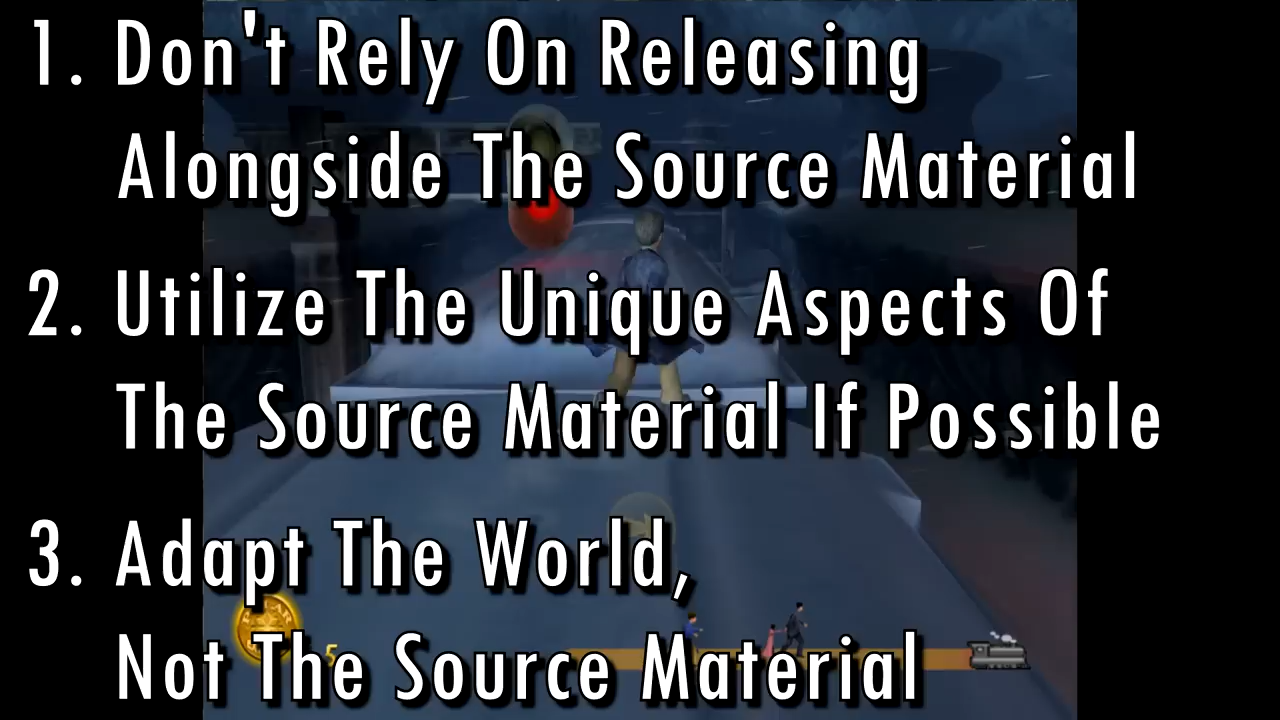 1. Don't Rely On Releasing
Alongside The Source Material
2. Utilize The Unique Aspects Of
The Source Material If Possible
3. Adapt The World,
5
Not The Source Material